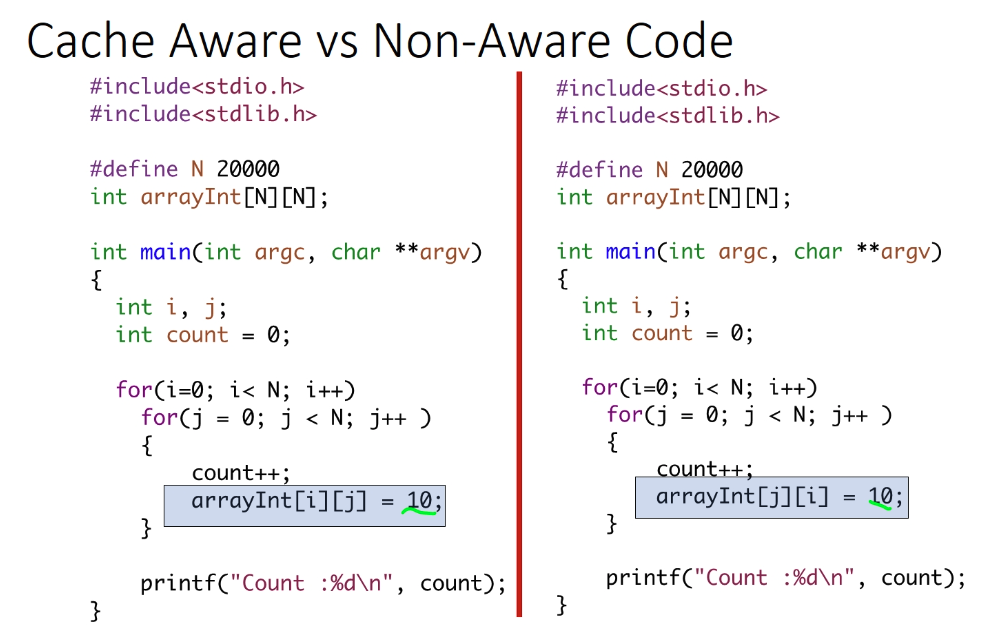 Cache Aware vs Non-Aware Code
#include<stdio.h>
#include<stdlib.h>
#define N 20000
int arrayInt[N][N];
int main(int argc, char **argv)
{
int i, j;
int count = 0;
for(i=0; i< N; i++)
for(j = 0; j < N; j++ )
{
count++;
arrayInt[i][j] = 10;
}
printf("Count :%d\n", count);
}
#include<stdio.h>
#include<stdlib.h>
#define N 20000
int arrayInt[N][N];
int main(int argc, char **argv)
{
int i, j;
int count = 0;
for(i=0; i< N; i++)
for(j = 0; j < N; j++ )
{
count++;
arrayInt[j][i] = 10;
}
printf("Count :%d\n", count);
}